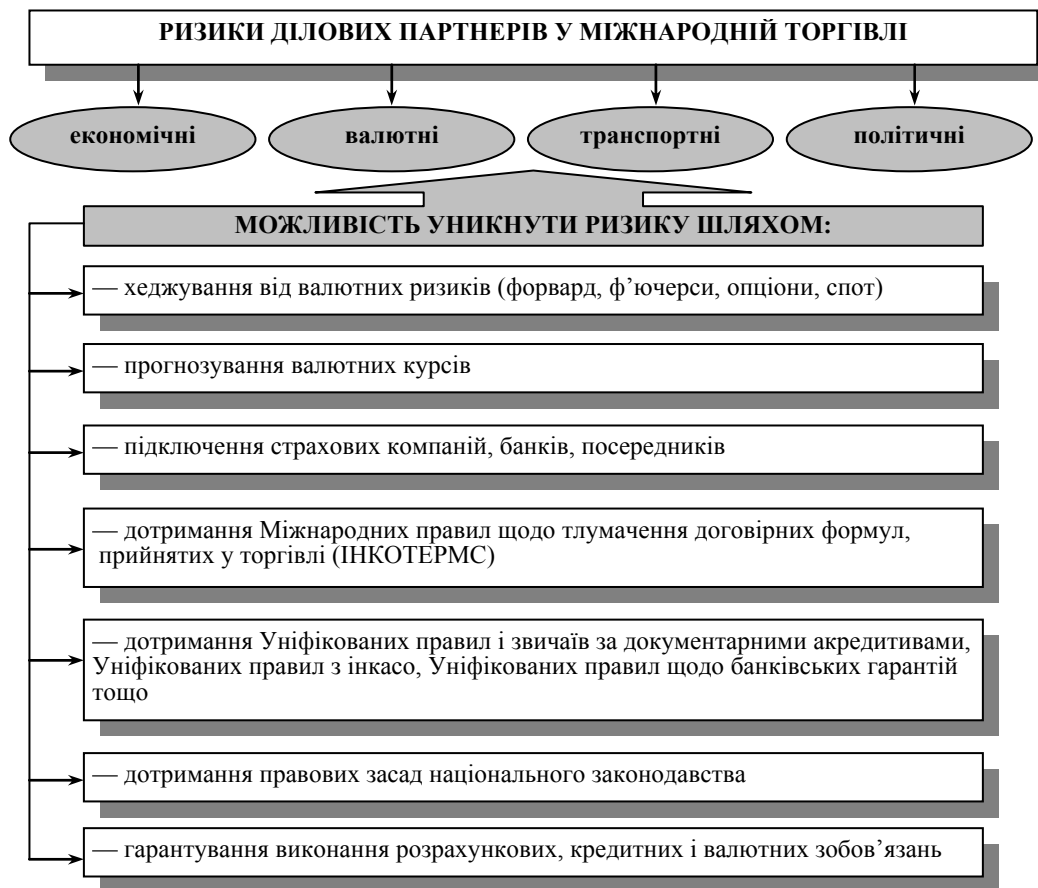 РИЗИКИ ДІЛОВИХ ПАРТНЕРІВ У МІЖНАРОДНІЙ ТОРГІВЛІ
економічні
валютні
транспортні
політичні
МОЖЛИВІСТЬ УНИКНУТИ РИЗИКУ ШЛЯХОМ:
— хеджування від валютних ризиків (форвард, ф’ючерси, опціони, спот)
— прогнозування валютних курсів
— підключення страхових компаній, банків, посередників
— дотримання Міжнародних правил щодо тлумачення договірних формул,
прийнятих у торгівлі (ІНКОТЕРМС)
— дотримання Уніфікованих правил і звичаїв за документарними акредитивами,
Уніфікованих правил з інкасо, Уніфікованих правил щодо банківських гарантій
тощо
— дотримання правових засад національного законодавства
— гарантування виконання розрахункових, кредитних і валютних зобов’язань